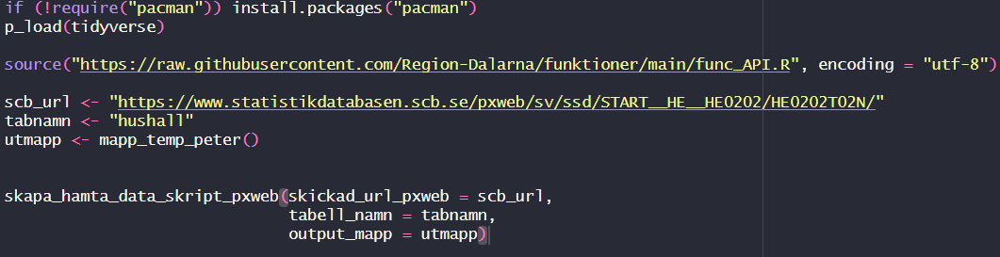 if (!require("pacman")) install.packages("pacman")
p_load(tidyverse)
source("https://raw.githubusercontent.com/Region-Dalarna/funktioner/main/func_API.R", encoding = "utf-8")
scb_url <- "https://www.statistikdatabasen.scb.se/pxweb/sv/ssd/START__HE__HE0202/HE0202T02N/"
tabnamn <- "hushall"
utmapp <- mapp_temp_peter()
skapa_hamta_data_skript_pxweb(skickad_url_pxweb = scb_url,
tabell_namn = tabnamn,
output_mapp = utmapp)